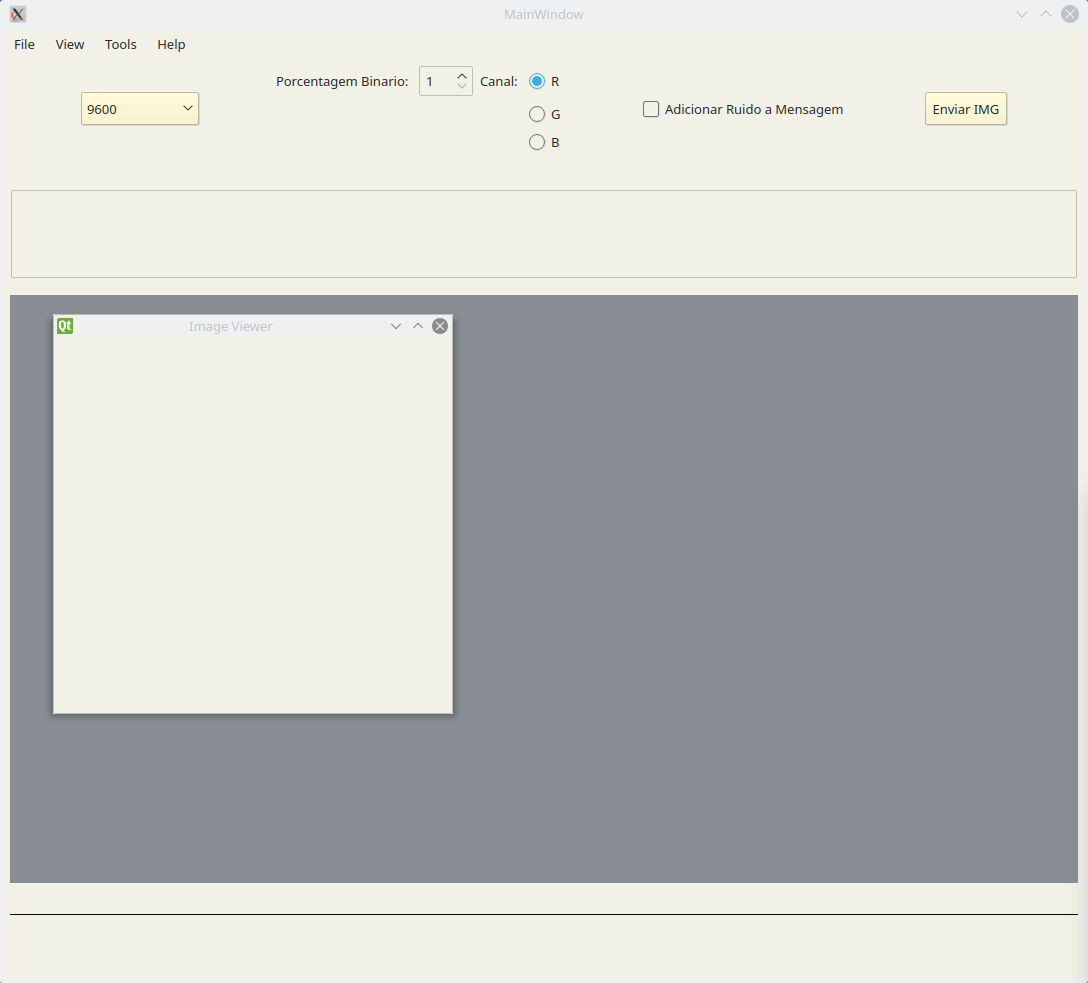 MainWindow
File View Tools Help
Porcentagem Binario: 1 Canal: R
9600
G
Adicionar Ruido a Mensagem
Enviar IMG
B
Qt Image Viewer